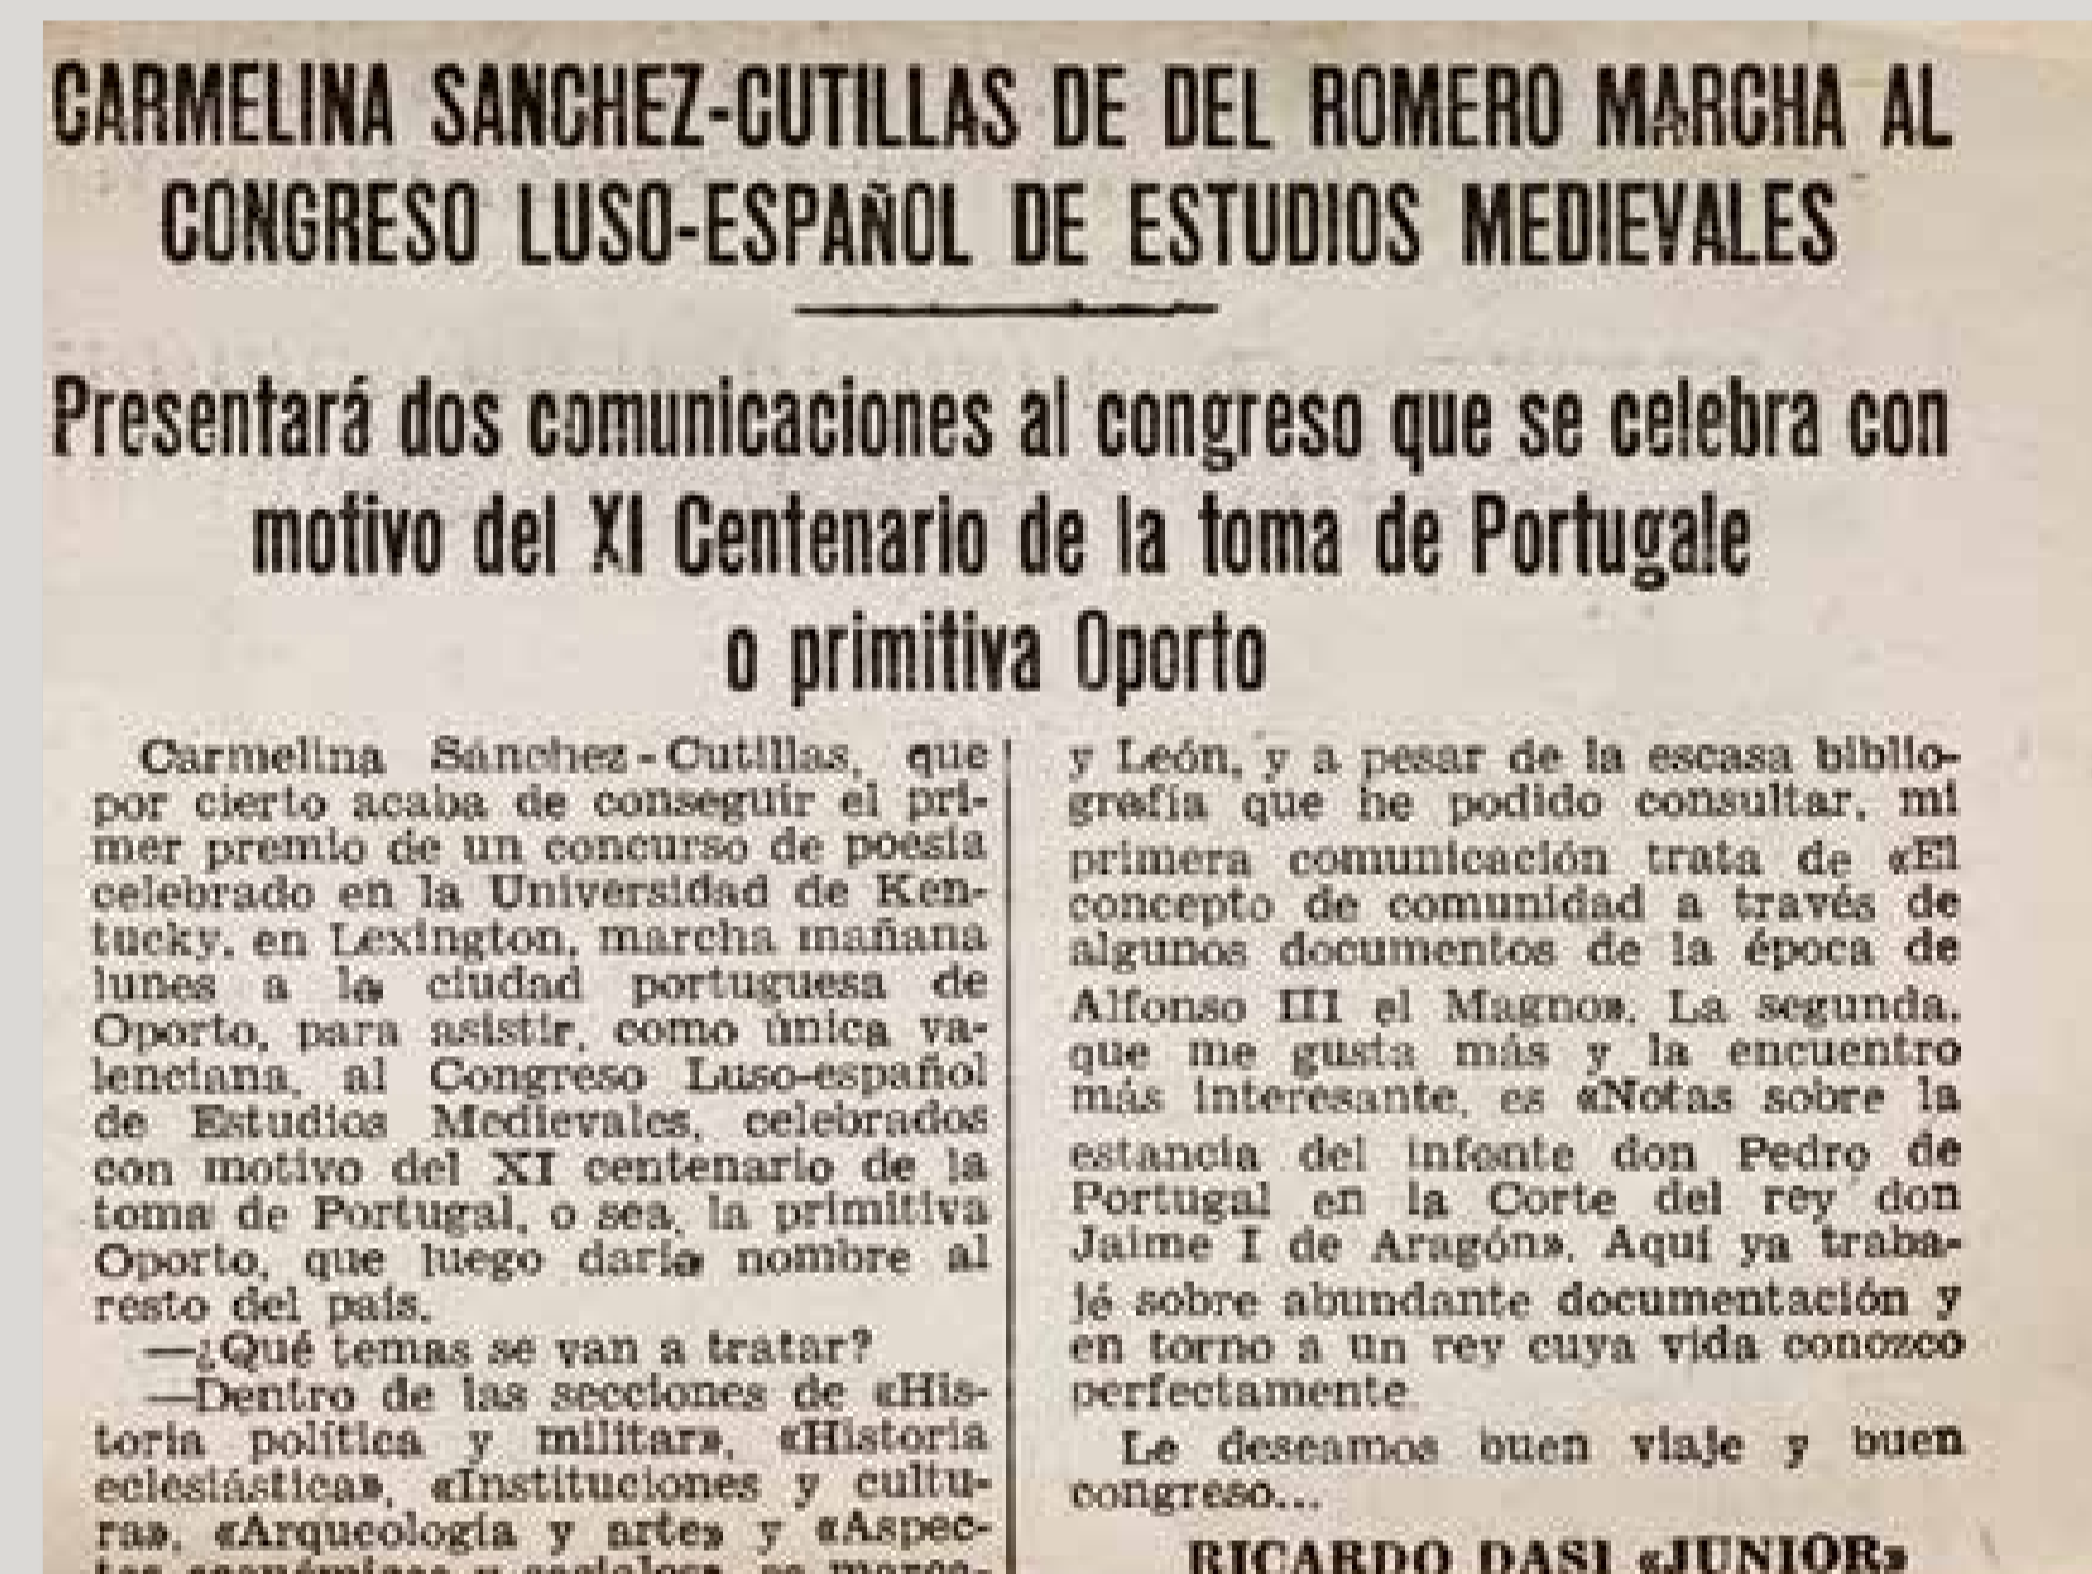 CARMELINA SANCHEZ-CUTILLAS DE DEL ROMERO MARCHA AL
CONGRESO LUSO-ESPAÑOL DE ESTUDIOS MEDIEVALES
Presentará dos comunicaciones al congreso que se celebra con
motivo del XI Centenario de la toma de Portugale
o primitiva Oporto
Carmelina Sánchez-Cutillas, que
por cierto acaba de conseguir el pri-
mer premio de un concurso de poesía
celebrado en la Universidad de Ken-
tucky, en Lexington, marcha mañana
lunes a la ciudad portuguesa de
Oporto, para asistir, como única va-
lenciana, al Congreso Luso-español
de Estudios Medievales, celebrados
con motivo del XI centenario de la
toma de Portugal, o sea, la primitiva
Oporto, que luego daría nombre al
resto del país.
—¿Qué temas se van a tratar?
—Dentro de las secciones de «His-
toria política y militar», «Historia
eclesiástica», «Instituciones y cultu-
ra», «Arqueología y arte» y «Aspec-
tos económicos y sociales»,
y León, y a pesar de la escasa biblio-
grafía que he podido consultar, mi
primera comunicación trata de «El
concepto de comunidad a través de
algunos documentos de la época de
Alfonso III el Magno». La segunda,
que me gusta más y la encuentro
más interesante, es «Notas sobre la
estancia del infante don Pedro de
Portugal en la Corte del rey don
Jaime I de Aragón». Aquí ya traba-
jé sobre abundante documentación y
en torno a un rey cuya vida conozco
perfectamente.
Le deseamos buen viaje y buen
congreso...
RICARDO DASI «JUNIOR»